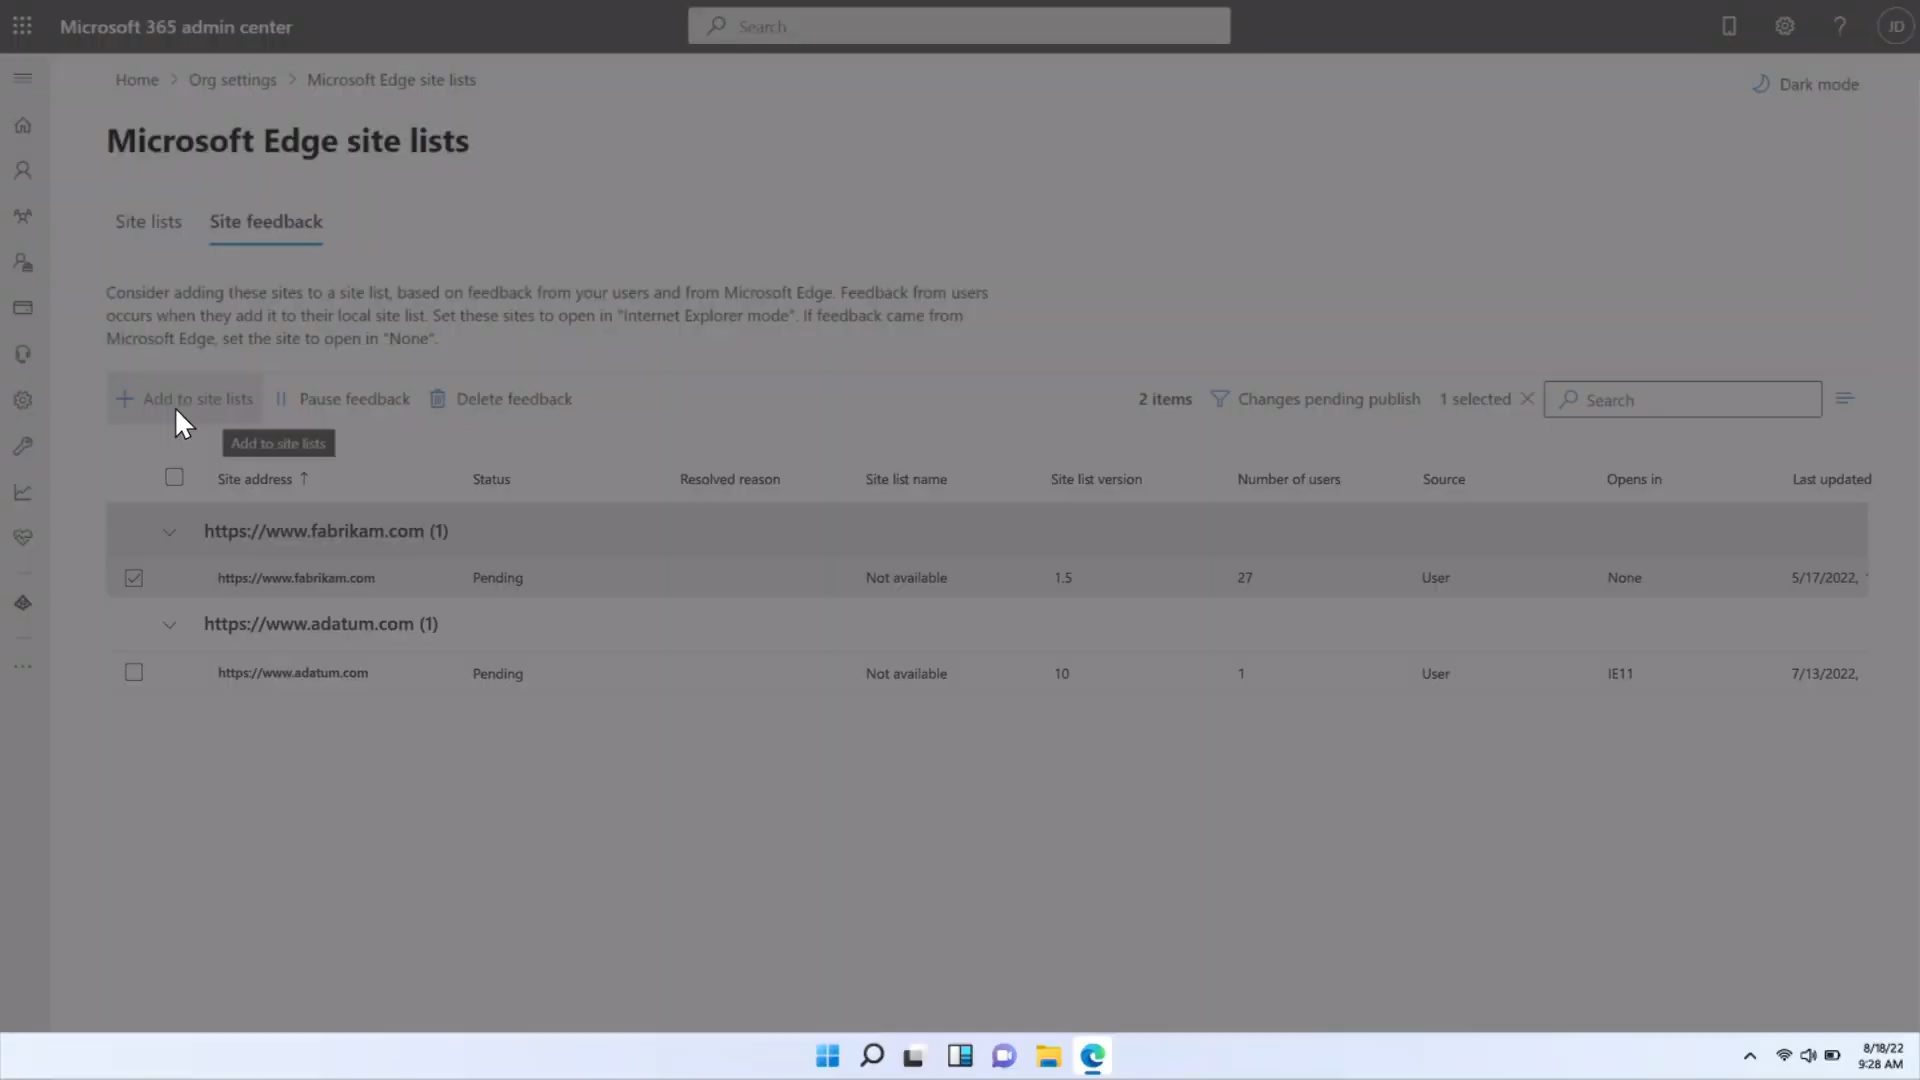 Microsoft 365 admin center
Search
JD
Home > Org settings > Microsoft Edge site lists
Dark mode
Microsoft Edge site lists
Site lists
Site feedback
Consider adding these sites to a site list, based on feedback from your users and from Microsoft Edge. Feedback from users
occurs when they add it to their local site list. Set these sites to open in "Internet Explorer mode". If feedback came from
Microsoft Edge, set the site to open in "None".
Add to site lists
Pause feedback
Delete feedback
2 items
Changes pending publish
1 selected
Search
Add to site lists
Site address ↑ Status Resolved reason Site list name Site list version Number of users Source Opens in Last updated
https://www.fabrikam.com (1)
https://www.fabrikam.com Pending Not available 1.5 27 User None 5/17/2022,
https://www.adatum.com (1)
https://www.adatum.com Pending Not available 10 1 User IE11 7/13/2022,
8/18/22
9:28 AM